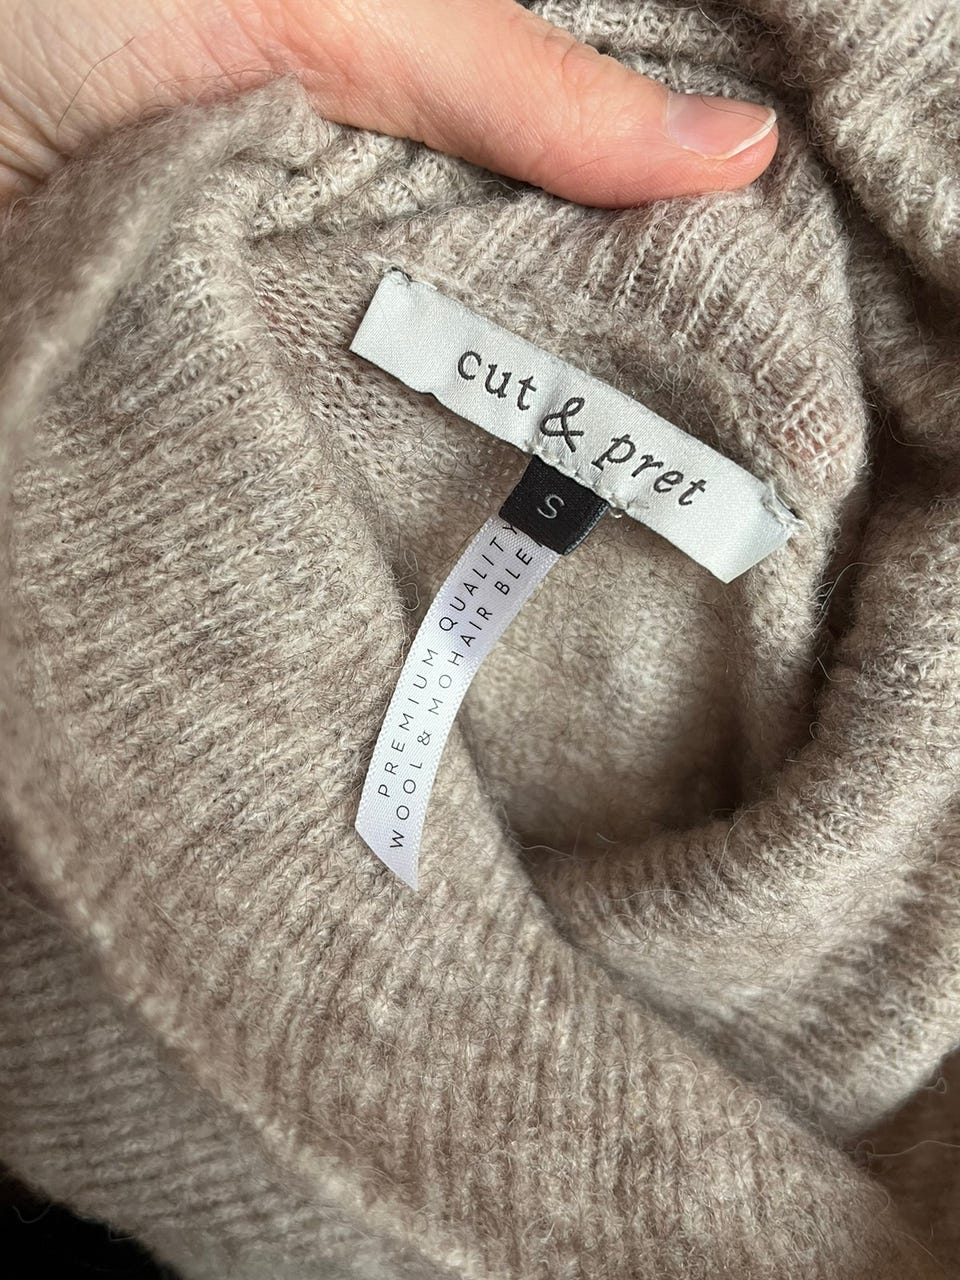 cut & pret
S
PREMIUM QUALITY
WOOL & MOHAIR BLE